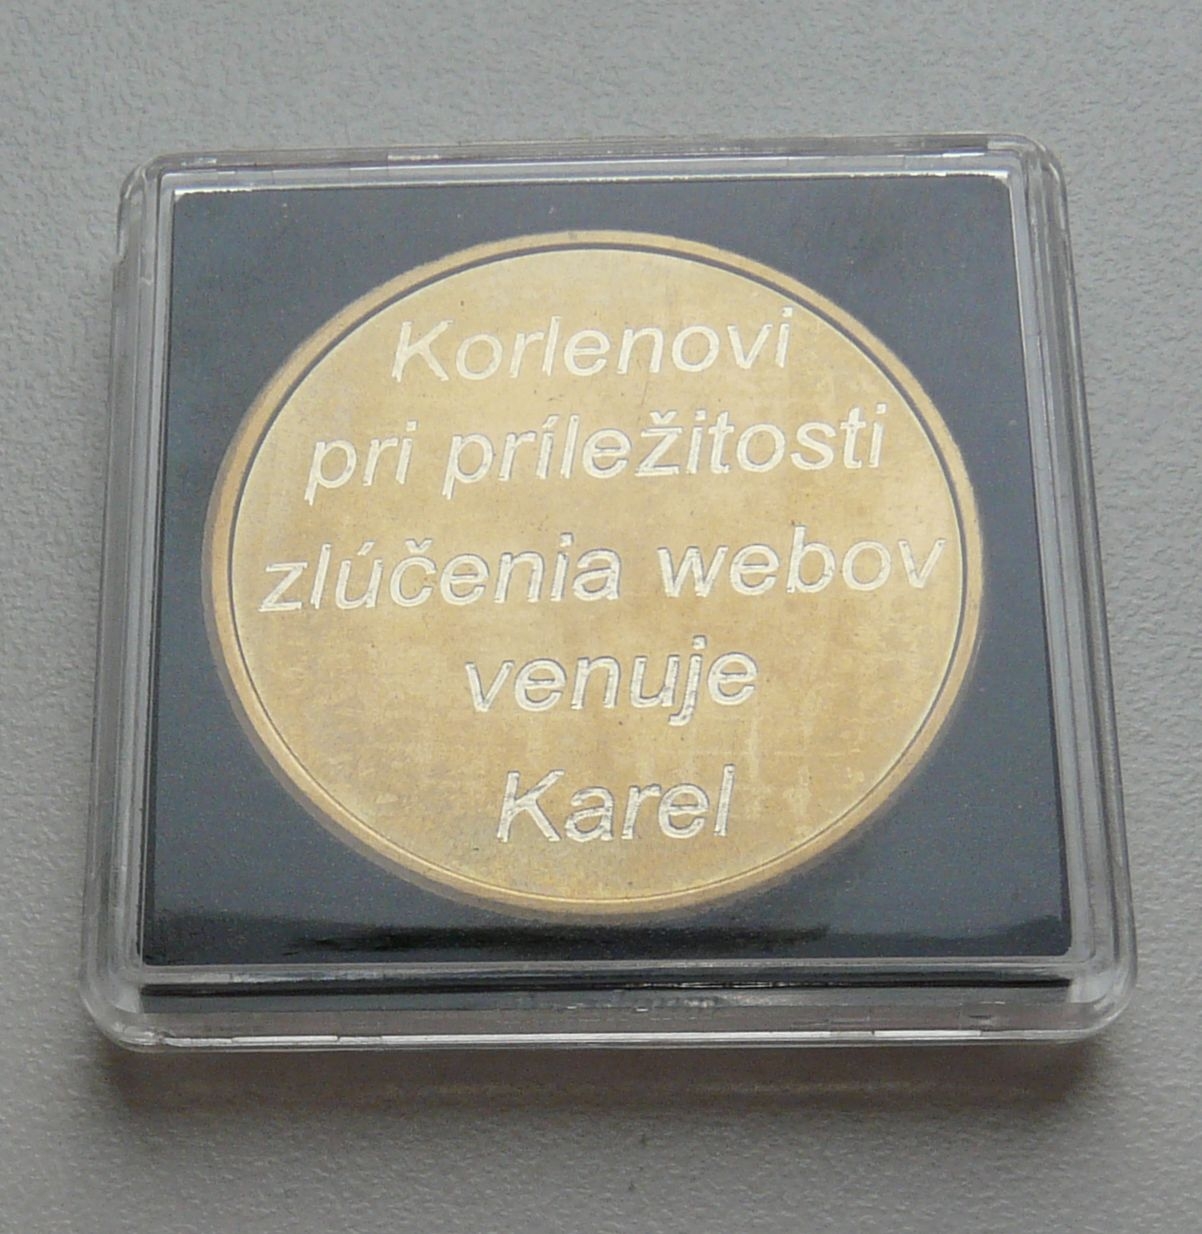 Korlenovi
pri príležitosti
zlúčenia webov
venuje
Karel